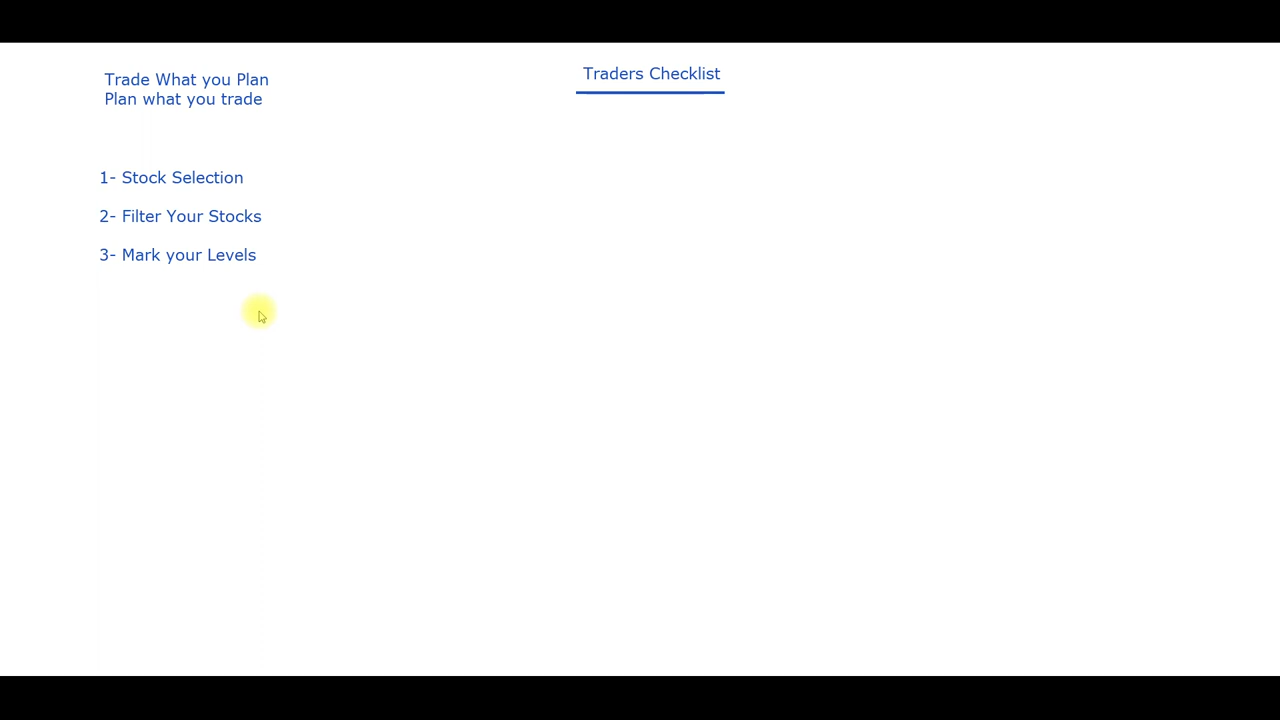 Traders Checklist
Trade What you Plan
Plan what you trade
1- Stock Selection
2- Filter Your Stocks
3- Mark your Levels